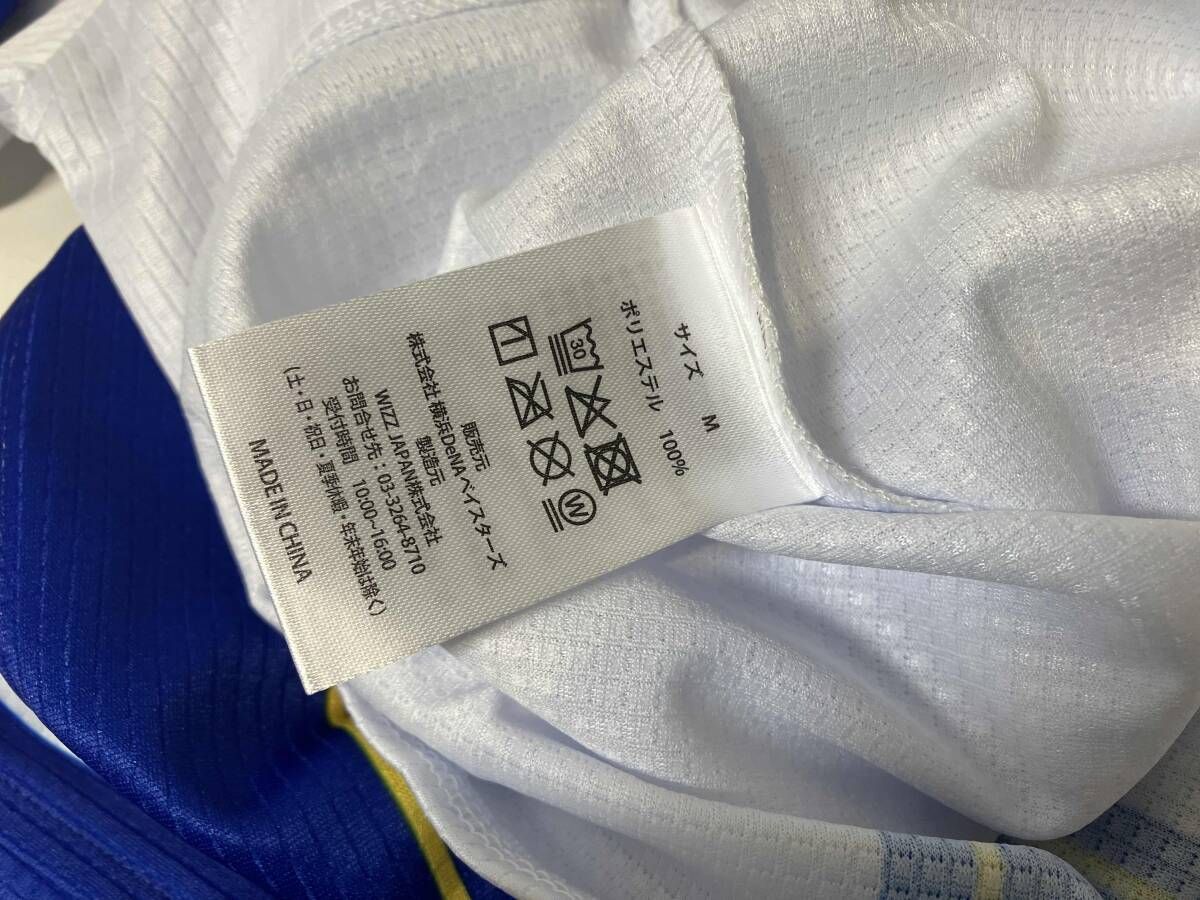 サイズ M
ポリエステル 100%
30
W
販売元
株式会社 横浜DeNAベイスターズ
製造元
WIZZ JAPAN株式会社
お問合せ先:03-3264-8710
受付時間 10:00~16:00
(土・日・祝日・夏季休暇・年末年始は除く)
MADE IN CHINA